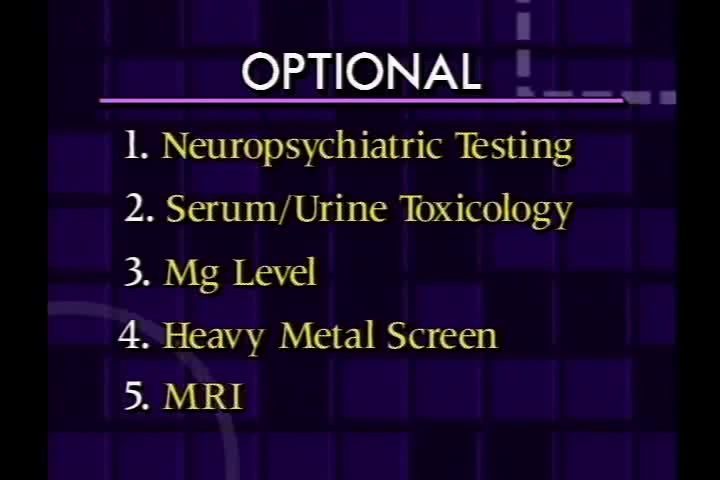 OPTIONAL
1. Neuropsychiatric Testing
2. Serum/Urine Toxicology
3. Mg Level
4. Heavy Metal Screen
5. MRI